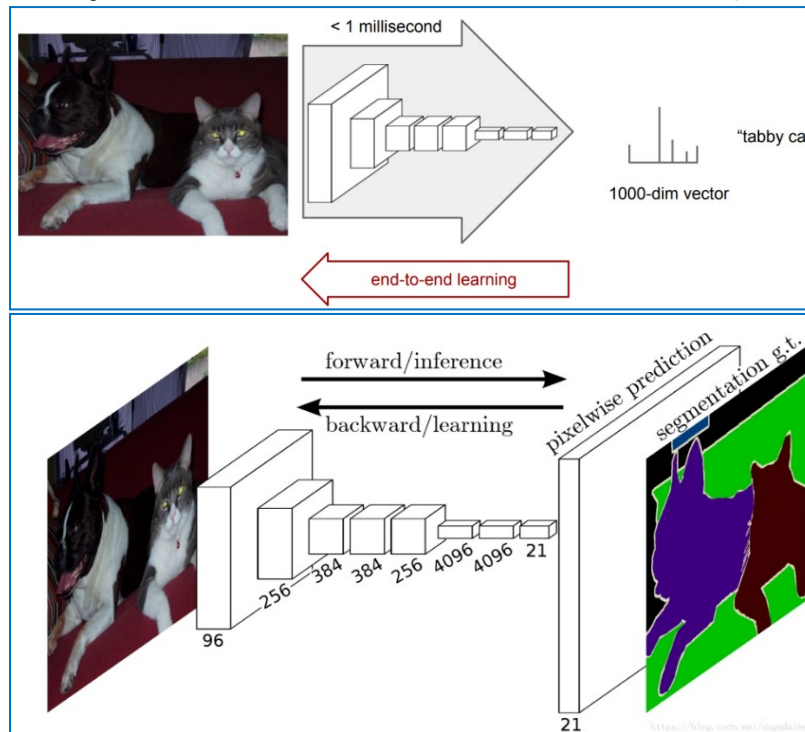 < 1 millisecond
"tabby ca
1000-dim vector
end-to-end learning
forward/inference
backward/learning
pixelwise prediction
segmentation g.t.
96
256
384
384
256
4096
4096
21
21